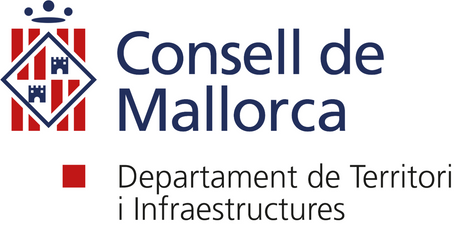 Consell de
Mallorca
Departament de Territori
i Infraestructures